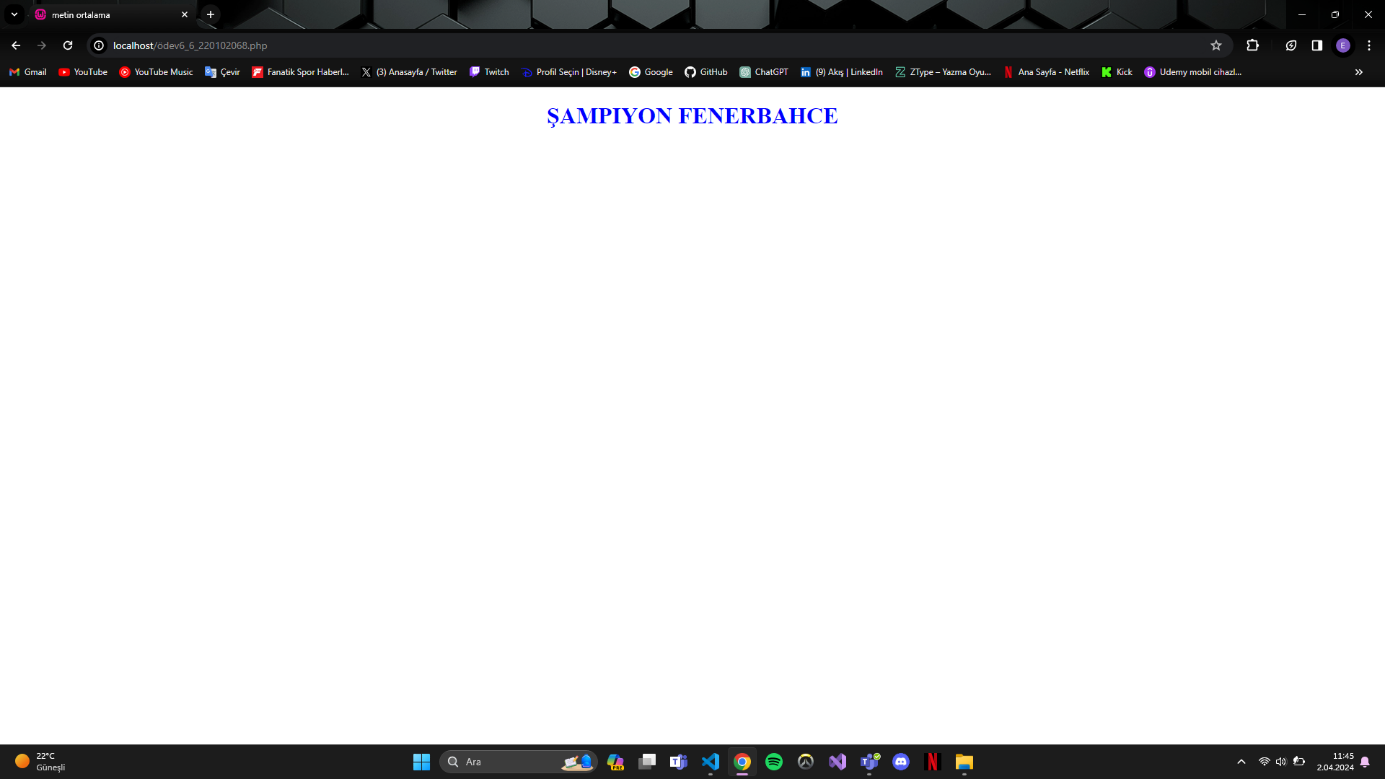 metin ortalama
localhost/odev6_6_220102068.php
Gmail
YouTube
YouTube Music
Çevir
Fanatik Spor Haberl...
(3) Anasayfa / Twitter
Twitch
Profil Seçin | Disney+
Google
GitHub
ChatGPT
(9) Akış | LinkedIn
ZType – Yazma Oyu...
Ana Sayfa - Netflix
Kick
Udemy mobil cihazl...
E
ŞAMPIYON FENERBAHCE
22°C
Güneşli
Ara
11:45
2.04.2024